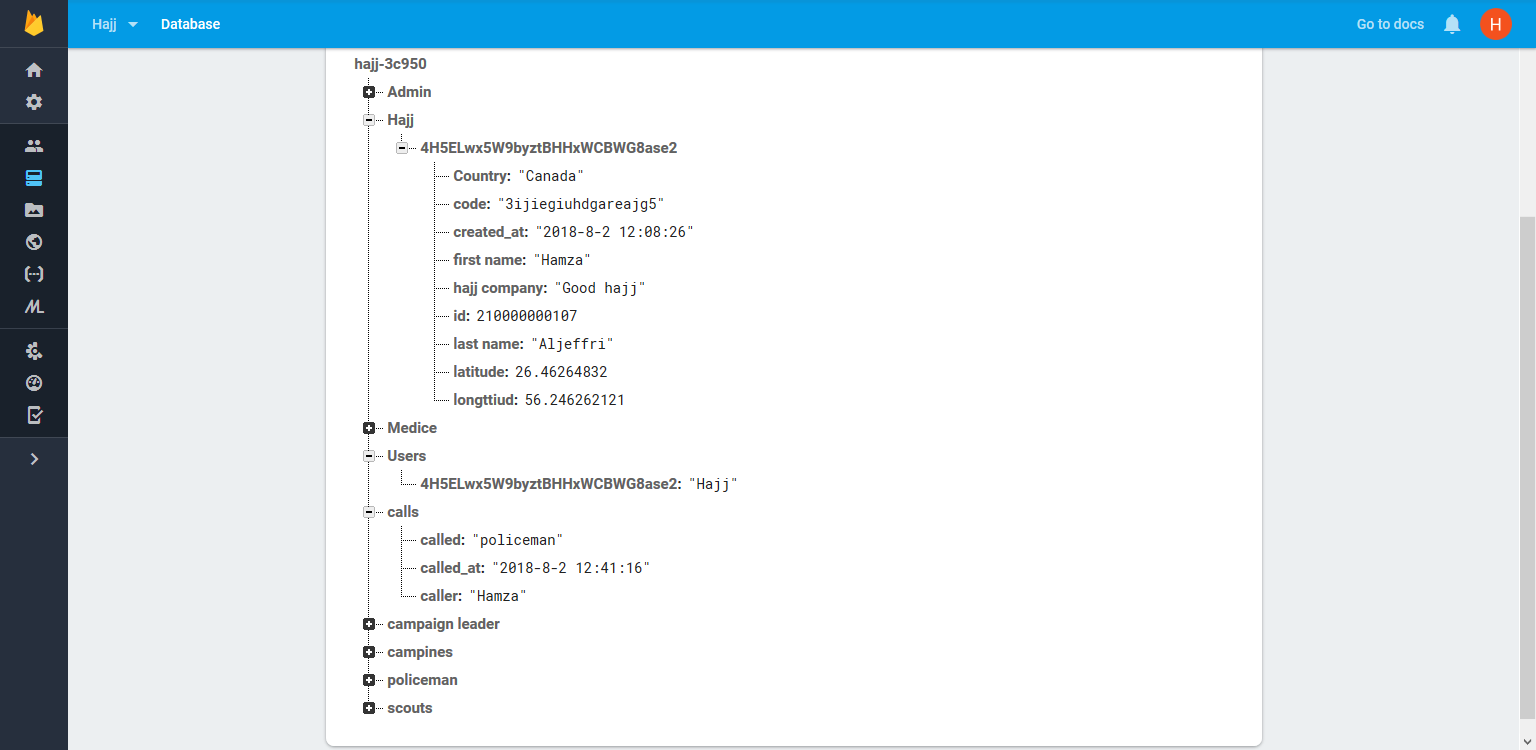 Hajj Database Go to docs H
hajj-3c950
Admin
Hajj
4H5ELwx5W9byztBHHxWCBWG8ase2
Country: "Canada"
code: "3ijiegiuhdgareajg5"
created_at: "2018-8-2 12:08:26"
first name: "Hamza"
hajj company: "Good hajj"
id: 210000000107
last name: "Aljeffri"
latitude: 26.46264832
longttiud: 56.246262121
Medice
Users
4H5ELwx5W9byztBHHxWCBWG8ase2: "Hajj"
calls
called: "policeman"
called_at: "2018-8-2 12:41:16"
caller: "Hamza"
campaign leader
campines
policeman
scouts